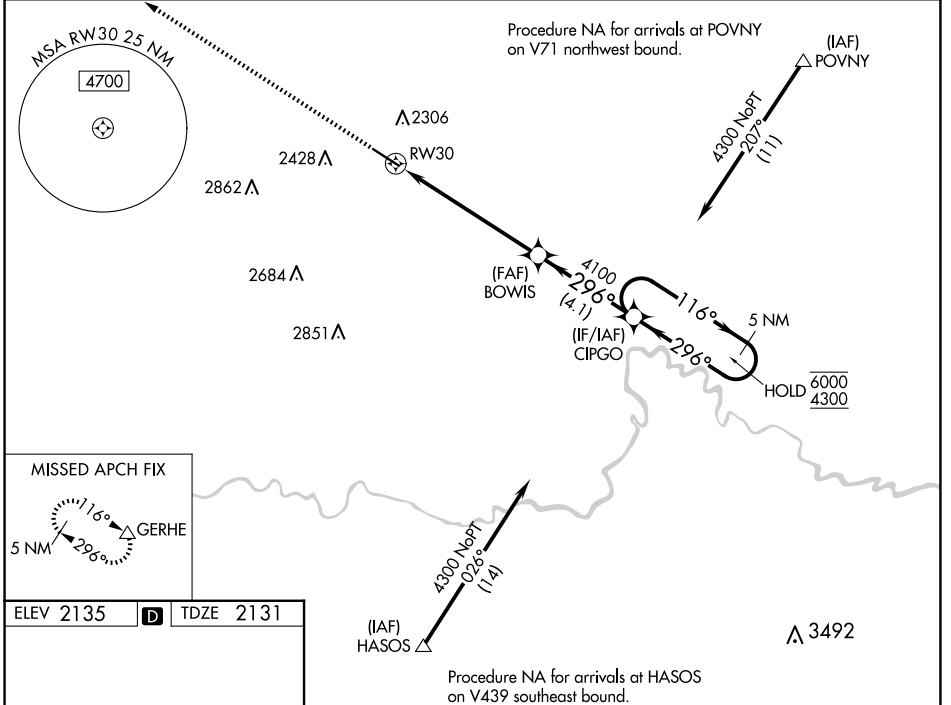 MSA RW30 25 NM
4700
Procedure NA for arrivals at POVNY
on V71 northwest bound.
(IAF)
POVNY
4300 NoPT
207°
(11)
2306
RW30
2428
2862
2684
2851
(FAF)
BOWIS
4100
296°
(4.1)
(IF/IAF)
CIPGO
116°
296°
5 NM
HOLD 6000
4300
MISSED APCH FIX
116°
GERHE
5 NM
296°
4300 NoPT
026°
(14)
ELEV 2135 D TDZE 2131
(IAF)
HASOS
3492
Procedure NA for arrivals at HASOS
on V439 southeast bound.